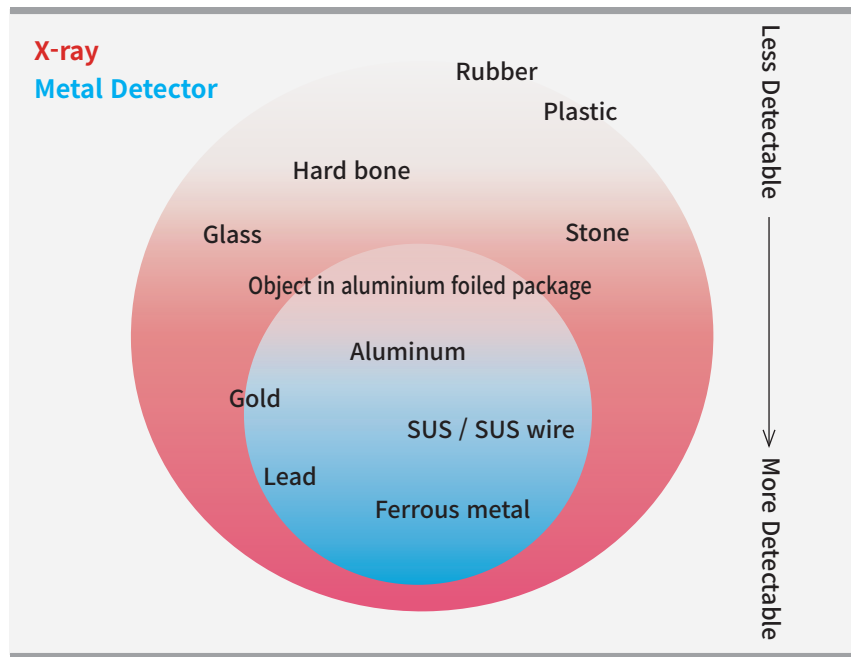 X-ray
Metal Detector
Rubber
Plastic
Hard bone
Glass
Stone
Object in aluminium foiled package
Aluminum
Gold
SUS / SUS wire
Lead
Ferrous metal
Less Detectable
More Detectable